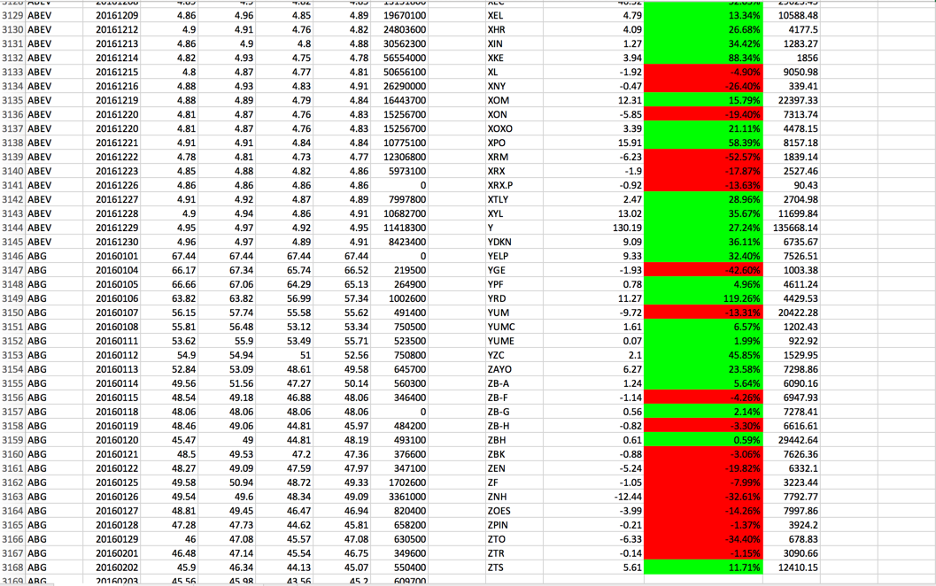 3129 ABEV 20161209 4.86 4.96 4.85 4.89 19670100 XEL 4.79 13.34% 10588.48
3130 ABEV 20161212 4.9 4.91 4.76 4.82 24803600 XHR 4.09 26.68% 4177.5
3131 ABEV 20161213 4.86 4.9 4.8 4.88 30562300 XIN 1.27 34.42% 1283.27
3132 ABEV 20161214 4.82 4.93 4.75 4.78 56554000 XKE 3.94 88.34% 1856
3133 ABEV 20161215 4.8 4.87 4.77 4.81 50656100 XL -1.92 -4.90% 9050.98
3134 ABEV 20161216 4.88 4.93 4.83 4.91 26290000 XNY -0.47 -26.40% 339.41
3135 ABEV 20161219 4.88 4.89 4.79 4.84 16443700 XOM 12.31 15.79% 22397.33
3136 ABEV 20161220 4.81 4.87 4.76 4.83 15256700 XON -5.85 -19.40% 7313.74
3137 ABEV 20161220 4.81 4.87 4.76 4.83 15256700 XOXO 3.39 21.11% 4478.15
3138 ABEV 20161221 4.91 4.91 4.84 4.84 10775100 XPO 15.91 58.39% 8157.18
3139 ABEV 20161222 4.78 4.81 4.73 4.77 12306800 XRM -6.23 -52.57% 1839.14
3140 ABEV 20161223 4.85 4.88 4.82 4.86 5973100 XRX -1.9 -17.87% 2527.46
3141 ABEV 20161226 4.86 4.86 4.86 4.86 0 XRX.P -0.92 -13.63% 90.43
3142 ABEV 20161227 4.91 4.92 4.87 4.89 7997800 XTLY 2.47 28.96% 2704.98
3143 ABEV 20161228 4.9 4.94 4.86 4.91 10682700 XYL 13.02 35.67% 11699.84
3144 ABEV 20161229 4.95 4.97 4.92 4.95 11418300 Y 130.19 27.24% 135668.14
3145 ABEV 20161230 4.96 4.97 4.89 4.91 8423400 YDKN 9.09 36.11% 6735.67
3146 ABG 20160101 67.44 67.44 67.44 67.44 0 YELP 9.33 32.40% 7526.51
3147 ABG 20160104 66.17 67.34 65.74 66.52 219500 YGE -1.93 -42.60% 1003.38
3148 ABG 20160105 66.66 67.06 64.29 65.13 264900 YPF 0.78 4.96% 4611.24
3149 ABG 20160106 63.82 63.82 56.99 57.34 1002600 YRD 11.27 119.26% 4429.53
3150 ABG 20160107 56.15 57.74 55.58 55.62 491400 YUM -9.72 -13.31% 20422.28
3151 ABG 20160108 55.81 56.48 53.12 53.34 750500 YUMC 1.61 6.57% 1202.43
3152 ABG 20160111 53.62 55.9 53.49 55.71 523500 YUME 0.07 1.99% 922.92
3153 ABG 20160112 54.9 54.94 51 52.56 750800 YZC 2.1 45.85% 1529.95
3154 ABG 20160113 52.84 53.09 48.61 49.58 645700 ZAYO 6.27 23.58% 7298.86
3155 ABG 20160114 49.56 51.56 47.27 50.14 560300 ZB-A 1.24 5.64% 6090.16
3156 ABG 20160115 48.54 49.18 46.88 48.06 346400 ZB-F -1.14 -4.26% 6947.93
3157 ABG 20160118 48.06 48.06 48.06 48.06 0 ZB-G 0.56 2.14% 7278.41
3158 ABG 20160119 48.46 49.06 44.81 45.97 484200 ZB-H -0.82 -3.30% 6616.61
3159 ABG 20160120 45.47 49 44.81 48.19 493100 ZBH 0.61 0.59% 29442.64
3160 ABG 20160121 48.5 49.53 47.2 47.36 376600 ZBK -0.88 -3.06% 7626.36
3161 ABG 20160122 48.27 49.09 47.59 47.97 347100 ZEN -5.24 -19.82% 6332.1
3162 ABG 20160125 49.58 50.94 48.72 49.33 1702600 ZF -1.05 -7.99% 3223.44
3163 ABG 20160126 49.54 49.6 48.34 49.09 3361000 ZNH -12.44 -32.61% 7792.77
3164 ABG 20160127 48.81 49.45 46.47 46.94 820400 ZOES -3.99 -14.26% 7997.86
3165 ABG 20160128 47.28 47.73 44.62 45.81 658200 ZPIN -0.21 -1.37% 3924.2
3166 ABG 20160129 46 47.08 45.57 47.08 630500 ZTO -6.33 -34.40% 678.83
3167 ABG 20160201 46.48 47.14 45.54 46.75 349600 ZTR -0.14 -1.15% 3090.66
3168 ABG 20160202 45.9 46.34 44.13 45.07 550400 ZTS 5.61 11.71% 12410.15
3169 ABG 20160203 45.56 45.98 43.56 45.2 609700